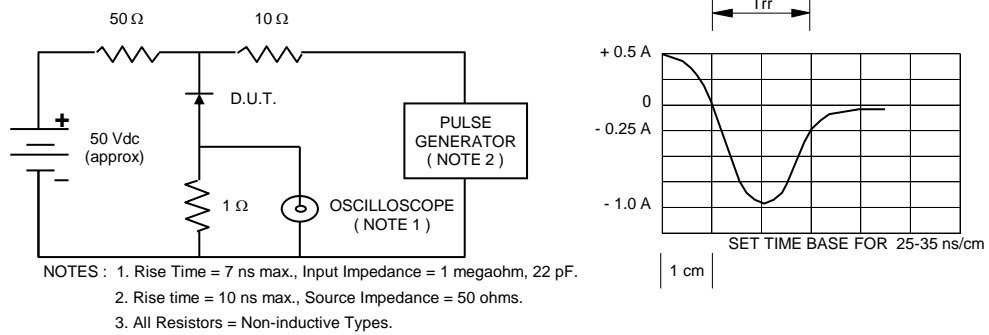 50 Ω
10 Ω
D.U.T.
+
50 Vdc
(approx)
−
1 Ω
OSCILLOSCOPE
( NOTE 1 )
PULSE
GENERATOR
( NOTE 2 )
NOTES : 1. Rise Time = 7 ns max., Input Impedance = 1 megaohm, 22 pF.
2. Rise time = 10 ns max., Source Impedance = 50 ohms.
3. All Resistors = Non-inductive Types.
Trr
+ 0.5 A
0
- 0.25 A
- 1.0 A
SET TIME BASE FOR 25-35 ns/cm
1 cm